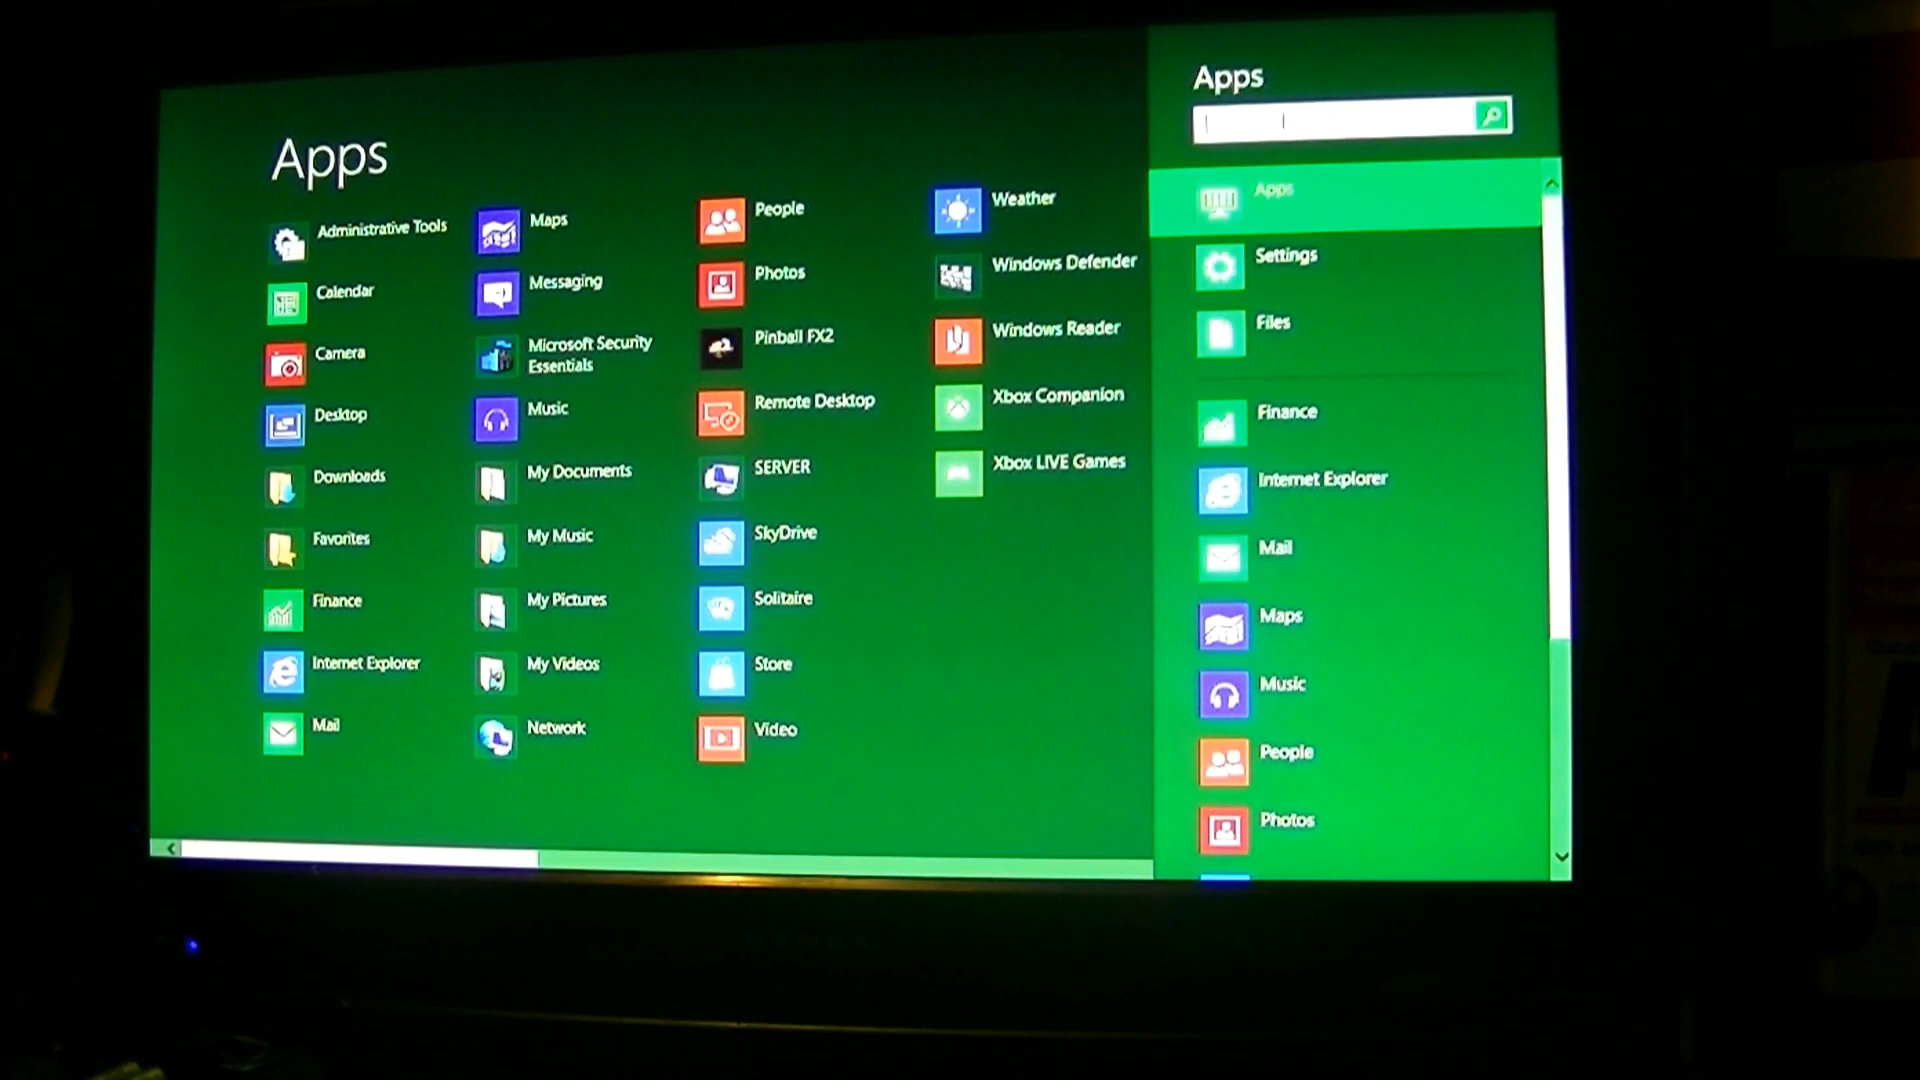 Apps
Administrative Tools
Calendar
Camera
Desktop
Downloads
Favorites
Finance
Internet Explorer
Mail
Maps
Messaging
Microsoft Security
Essentials
Music
My Documents
My Music
My Pictures
My Videos
Network
People
Photos
Pinball FX2
Remote Desktop
SERVER
SkyDrive
Solitaire
Store
Video
Weather
Windows Defender
Windows Reader
Xbox Companion
Xbox LIVE Games
Apps
Apps
Settings
Files
Finance
Internet Explorer
Mail
Maps
Music
People
Photos